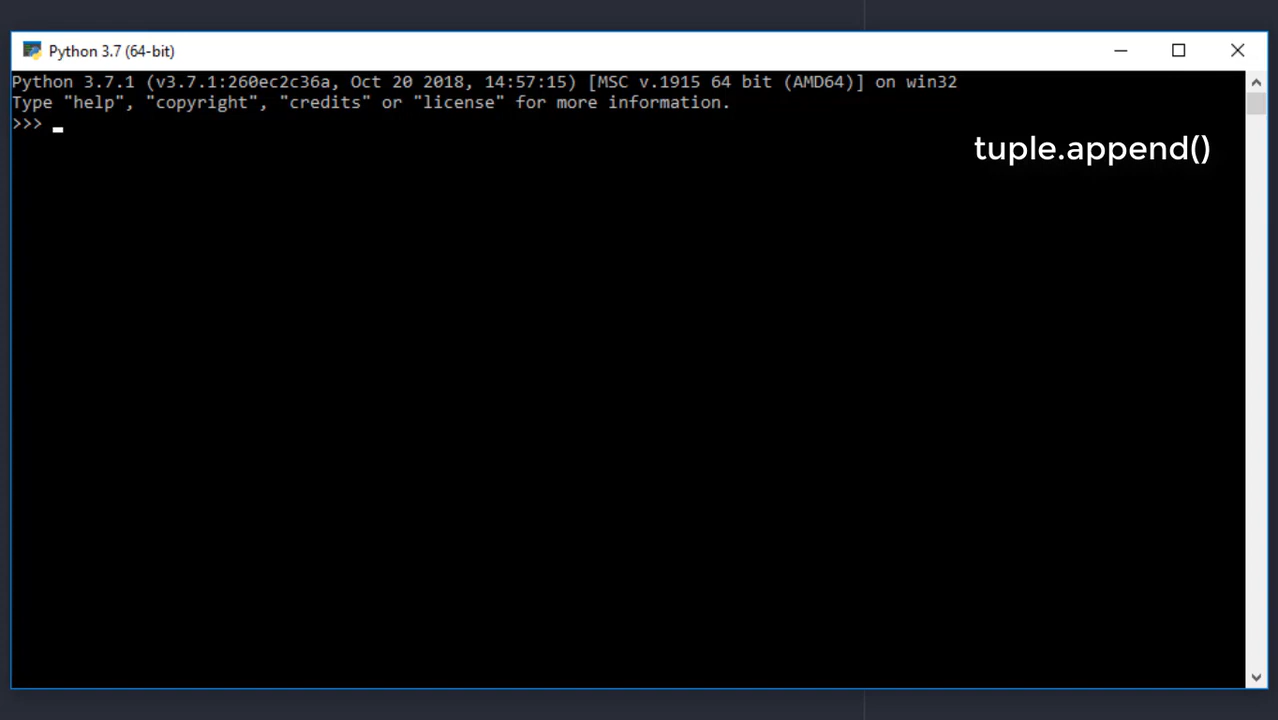 Python 3.7 (64-bit)
Python 3.7.1 (v3.7.1:260ec2c36a, Oct 20 2018, 14:57:15) [MSC v.1915 64 bit (AMD64)] on win32
Type "help", "copyright", "credits" or "license" for more information.
>>> _
tuple.append()